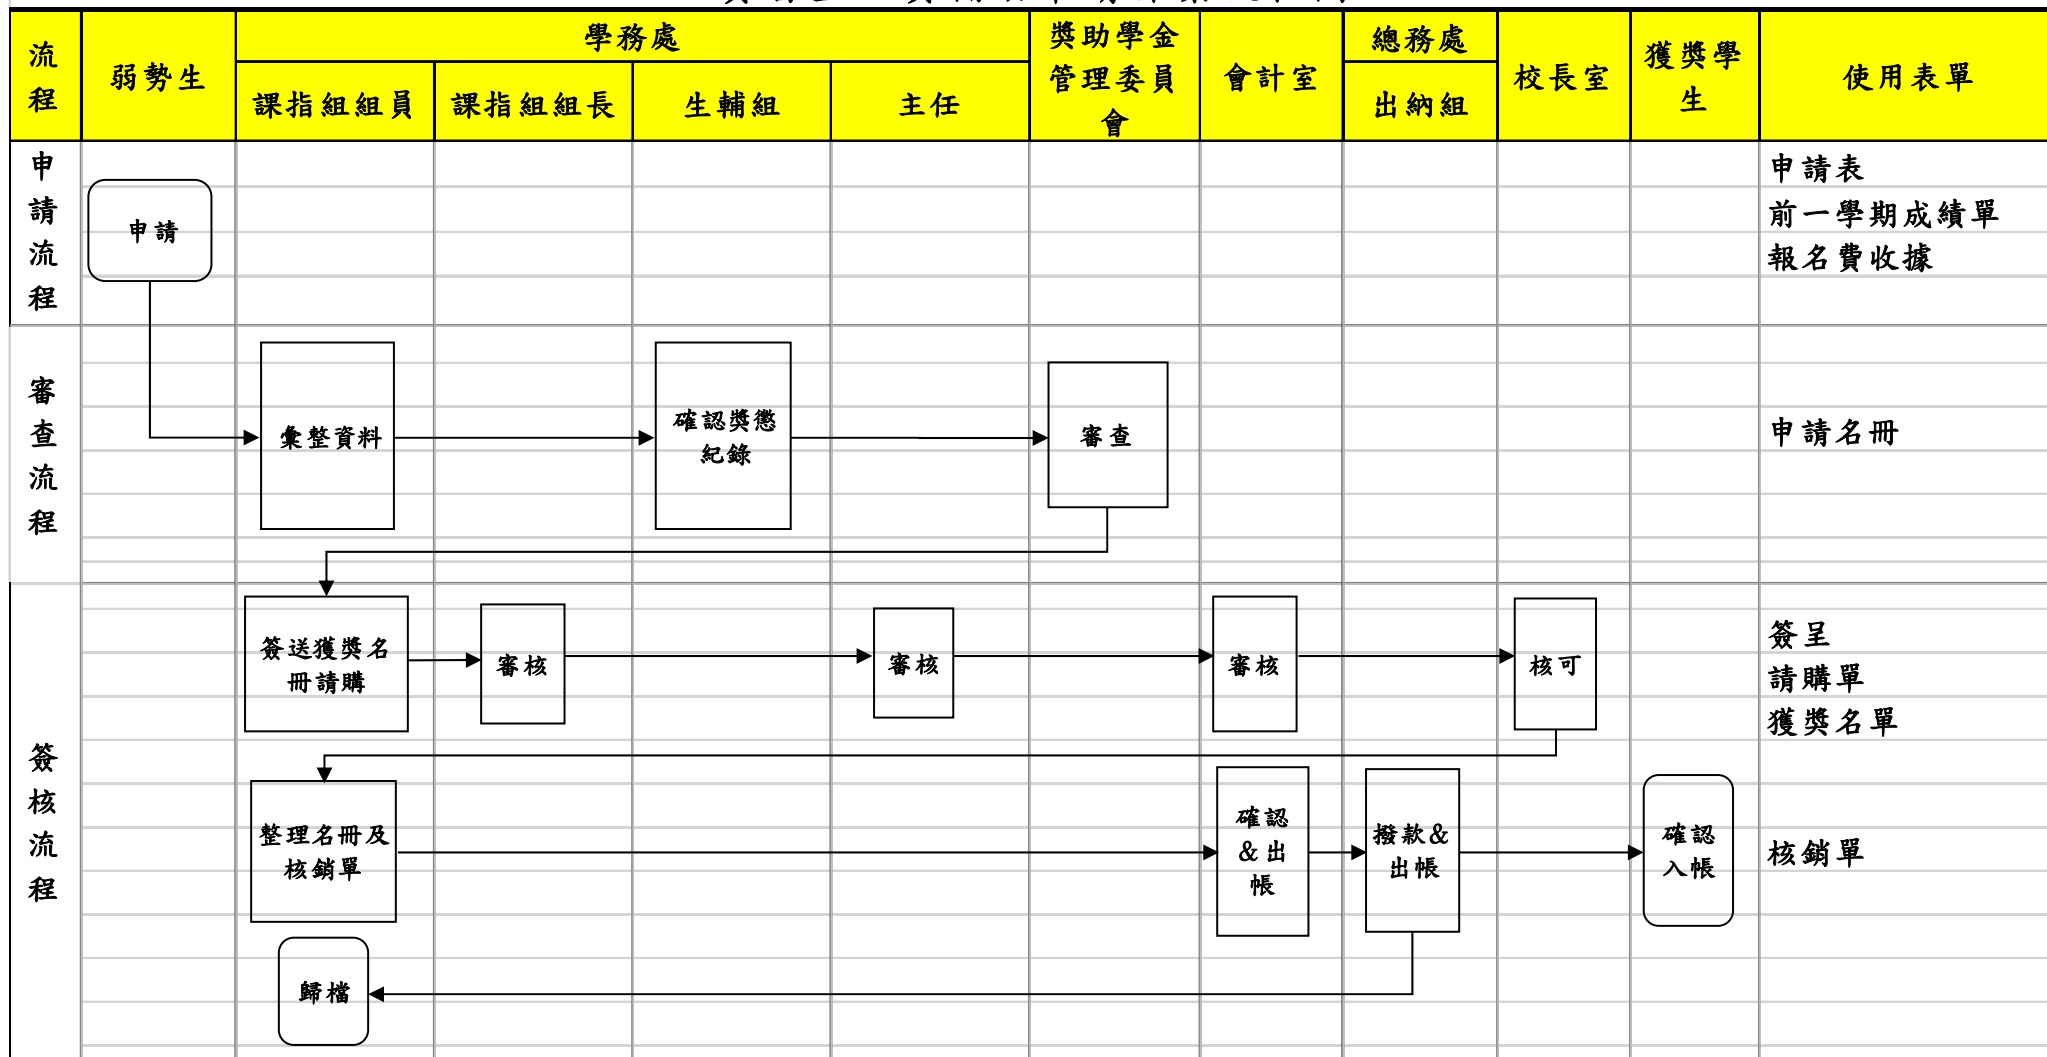 流
程
弱勢生
學務處
課指組組員
課指組組長
生輔組
主任
獎助學金
管理委員
會
會計室
總務處
出納組
校長室
獲獎學
生
使用表單
申
請
流
程
申請
申請表
前一學期成績單
報名費收據
審
查
流
程
彙整資料
確認獎懲
紀錄
審查
申請名冊
簽
核
流
程
簽送獲獎名
冊請購
審核
審核
審核
核可
簽呈
請購單
獲獎名單
整理名冊及
核銷單
確認
&出
帳
撥款&
出帳
確認
入帳
核銷單
歸檔